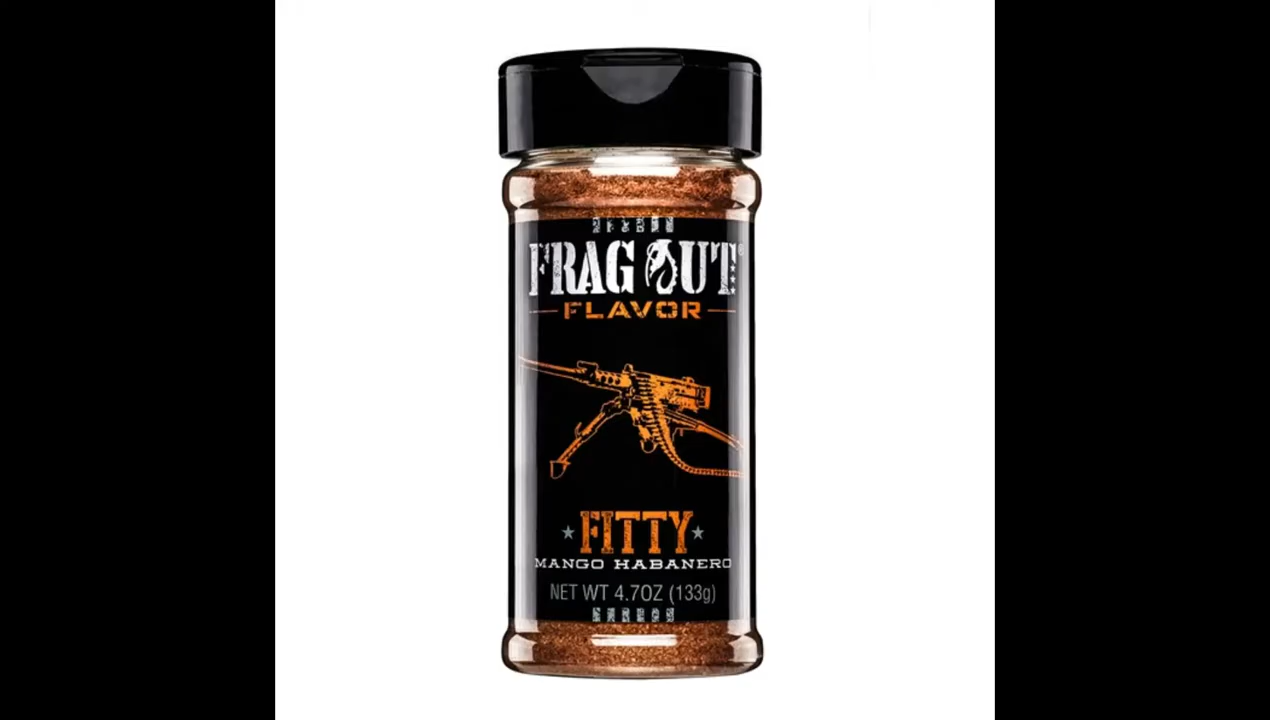 FRAG OUT®
FLAVOR
FITTY
MANGO HABANERO
NET WT 4.7OZ (133g)